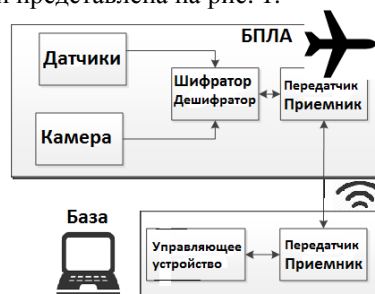 представлена на рис. 1.
БПЛА
Датчики
Шифратор
Дешифратор
Передатчик
Приемник
Камера
База
Управляющее
устройство
Передатчик
Приемник